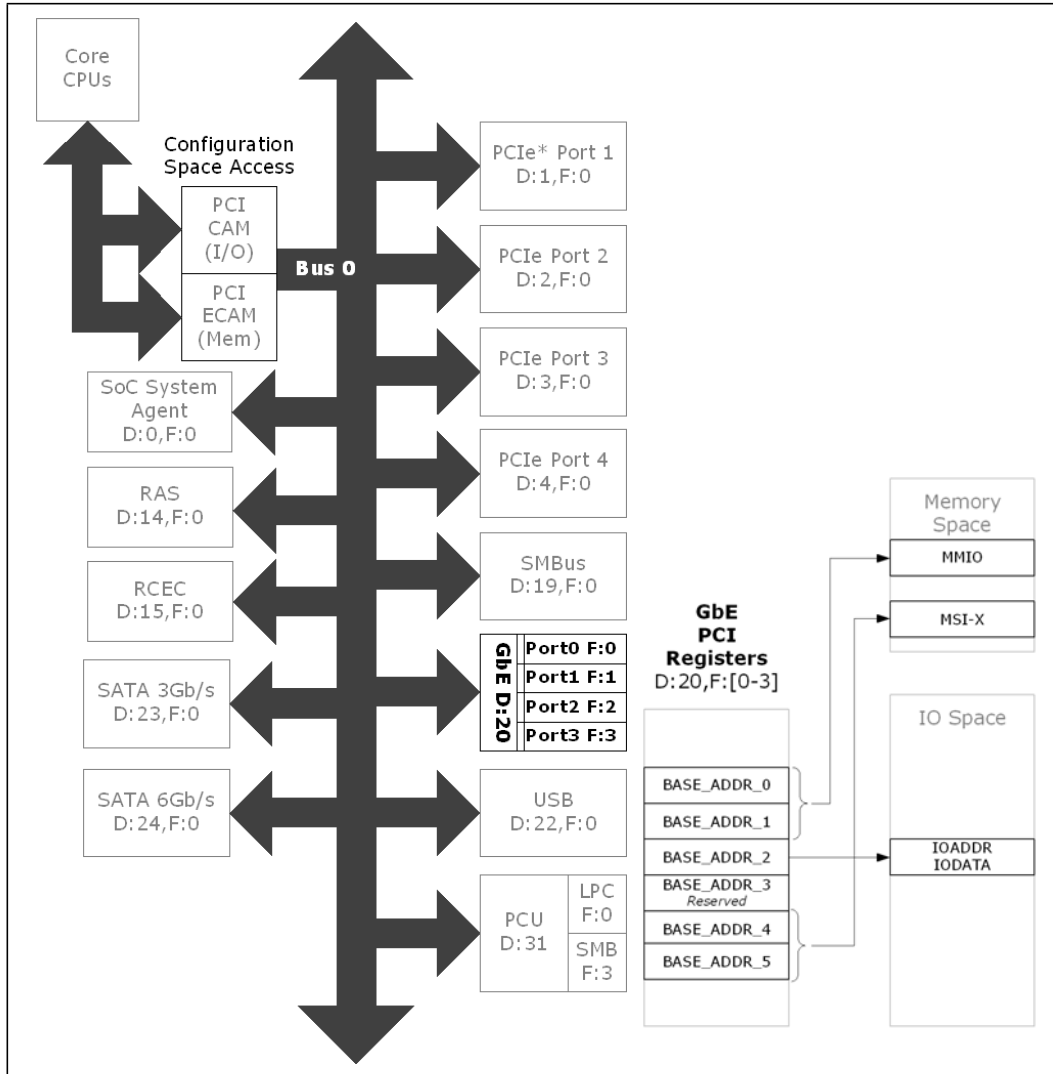 Core
CPUs
Configuration
Space Access
PCI
CAM
(I/O)
PCI
ECAM
(Mem)
Bus 0
SoC System
Agent
D:0,F:0
RAS
D:14,F:0
RCEC
D:15,F:0
SATA 3Gb/s
D:23,F:0
SATA 6Gb/s
D:24,F:0
PCIe* Port 1
D:1,F:0
PCIe Port 2
D:2,F:0
PCIe Port 3
D:3,F:0
PCIe Port 4
D:4,F:0
SMBus
D:19,F:0
GbE D:20
Port0 F:0
Port1 F:1
Port2 F:2
Port3 F:3
USB
D:22,F:0
PCU
D:31
LPC
F:0
SMB
F:3
GbE
PCI
Registers
D:20,F:[0-3]
BASE_ADDR_0
BASE_ADDR_1
BASE_ADDR_2
BASE_ADDR_3
Reserved
BASE_ADDR_4
BASE_ADDR_5
Memory
Space
MMIO
MSI-X
IO Space
IOADDR
IODATA